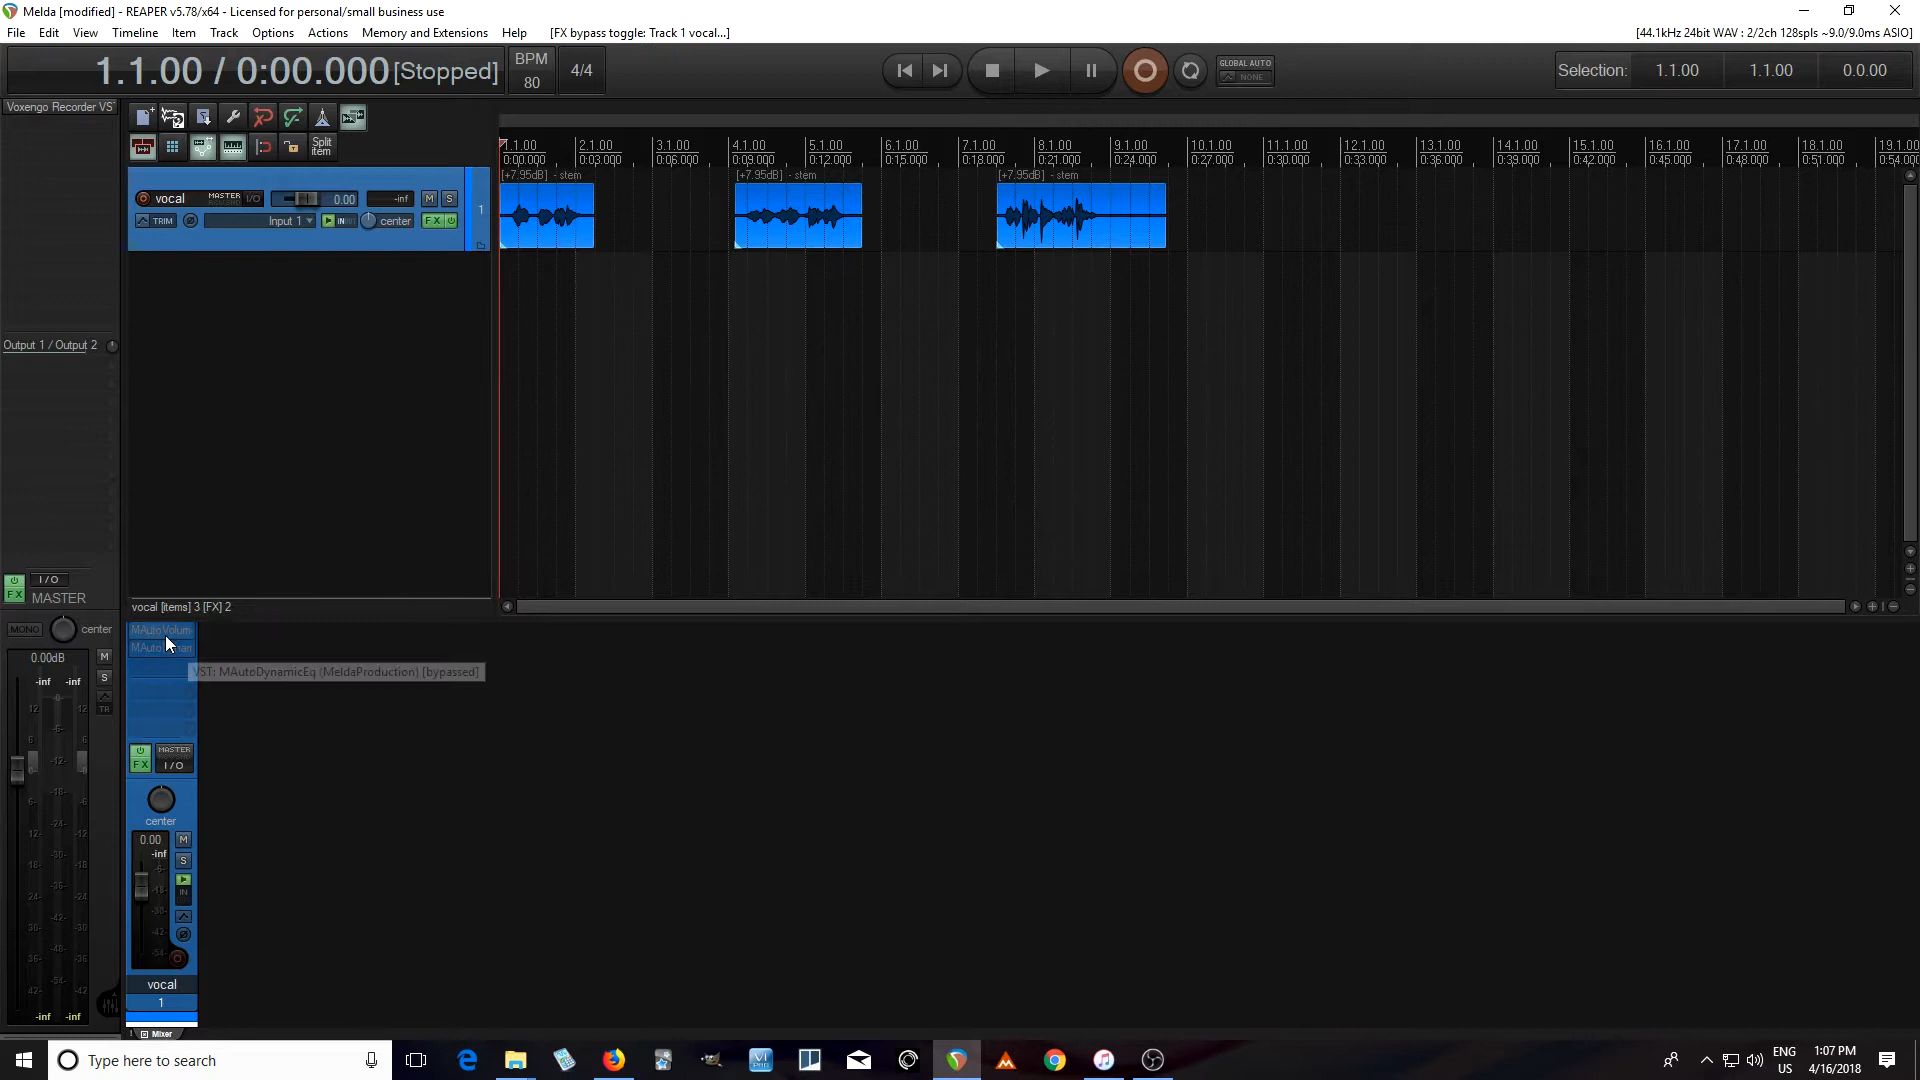 Melda [modified] - REAPER v5.78/x64 - Licensed for personal/small business use
File Edit View Timeline Item Track Options Actions Memory and Extensions Help [FX bypass toggle: Track 1 vocal...] [44.1kHz 24bit WAV : 2/2ch 128spls ~9.0/9.0ms ASIO]
1.1.00 / 0:00.000 [Stopped] BPM 80 4/4 GLOBAL AUTO NONE Selection: 1.1.00 1.1.00 0.0.00
Voxengo Recorder VS
Split item
1.1.00 2.1.00 3.1.00 4.1.00 5.1.00 6.1.00 7.1.00 8.1.00 9.1.00 10.1.00 11.1.00 12.1.00 13.1.00 14.1.00 15.1.00 16.1.00 17.1.00 18.1.00 19.1.00
0:00.000 0:03.000 0:06.000 0:09.000 0:12.000 0:15.000 0:18.000 0:21.000 0:24.000 0:27.000 0:30.000 0:33.000 0:36.000 0:39.000 0:42.000 0:45.000 0:48.000 0:51.000 0:54.000
[+7.95dB] - stem [+7.95dB] - stem [+7.95dB] - stem
vocal MASTER I/O 0.00 -inf M S 1
TRIM Input 1 IN center FX
Output 1 / Output 2
FX I/O
MASTER
vocal [items] 3 [FX] 2
MONO center MAutoVolum
0.00dB M
VST: MAutoDynamicEq (MeldaProduction) [bypassed]
-inf -inf S
TR
FX MASTER I/O
center
0.00 M
-inf S
IN
vocal
1
-inf -inf
Mixer
Type here to search
ENG US
1:07 PM
4/16/2018